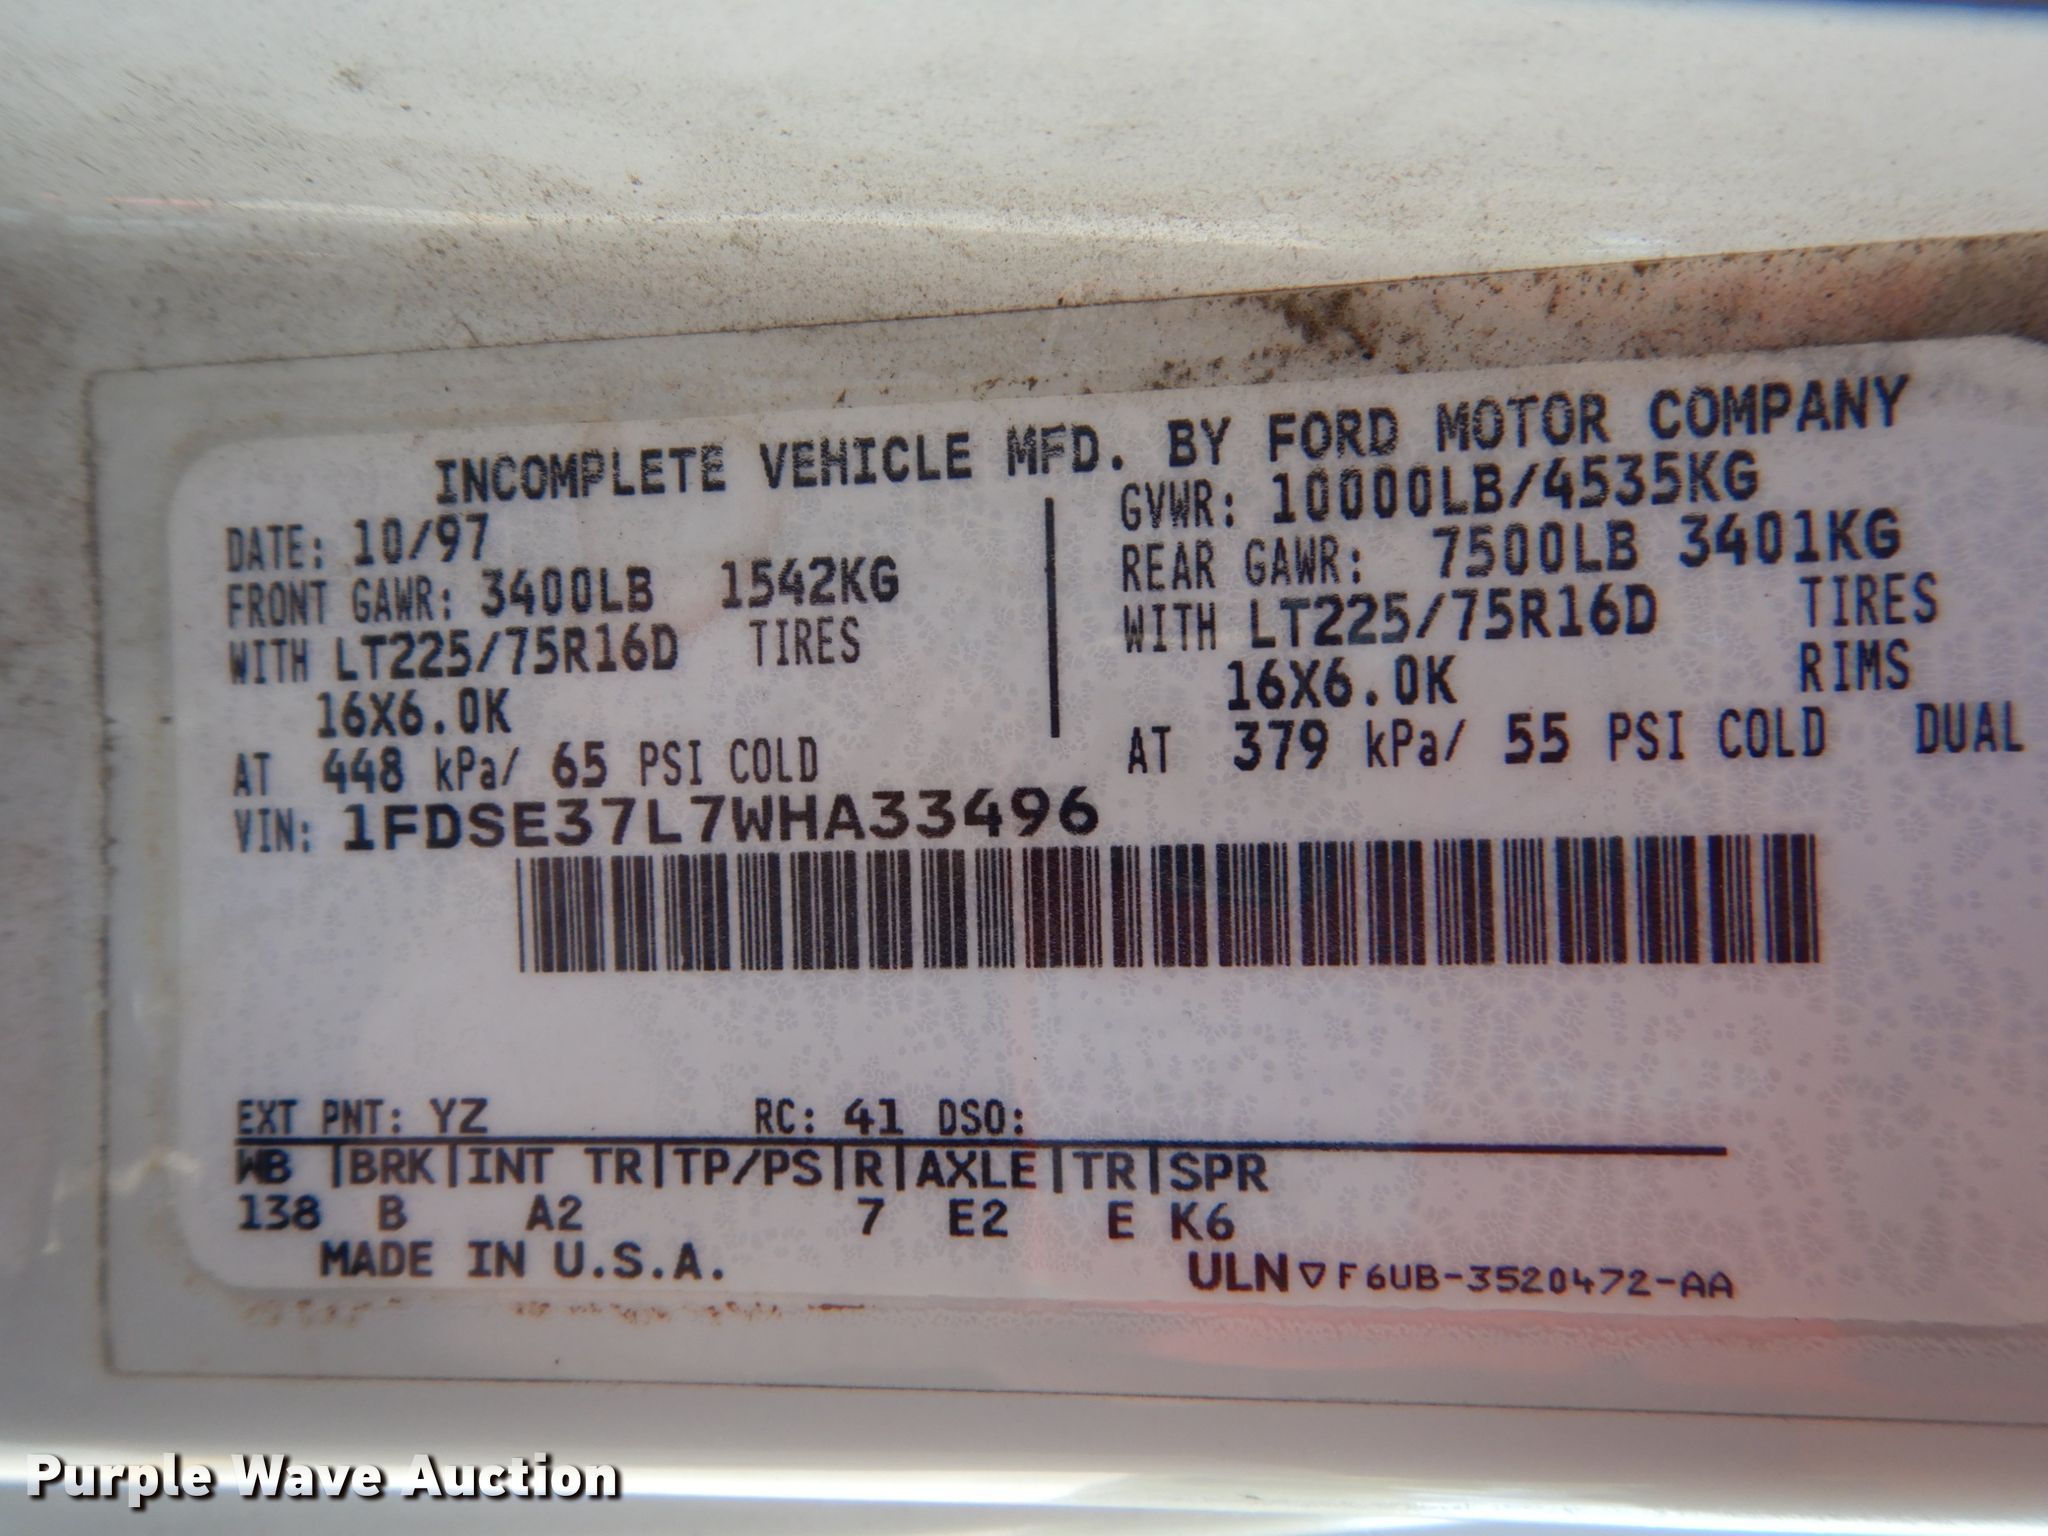 INCOMPLETE VEHICLE MFD. BY FORD MOTOR COMPANY
DATE: 10/97
FRONT GAWR: 3400LB 1542KG
WITH LT225/75R16D TIRES
16X6.0K
AT 448 kPa/ 65 PSI COLD
GVWR: 10000LB/4535KG
REAR GAWR: 7500LB 3401KG
WITH LT225/75R16D TIRES
16X6.0K RIMS
AT 379 kPa/ 55 PSI COLD DUAL
VIN: 1FDSE37L7WHA33496
EXT PNT: YZ RC: 41 DSO:
WB |BRK|INT TR|TP/PS|R|AXLE|TR|SPR
138 B A2 7 E2 E K6
MADE IN U.S.A.
ULN▽F6UB-3520472-AA
Purple Wave Auction